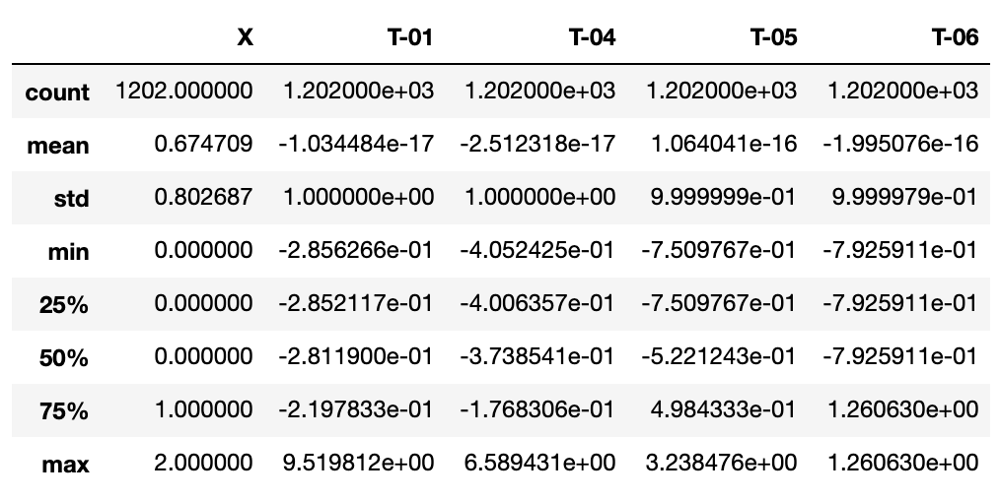 X T-01 T-04 T-05 T-06
count 1202.000000 1.202000e+03 1.202000e+03 1.202000e+03 1.202000e+03
mean 0.674709 -1.034484e-17 -2.512318e-17 1.064041e-16 -1.995076e-16
std 0.802687 1.000000e+00 1.000000e+00 9.999999e-01 9.999979e-01
min 0.000000 -2.856266e-01 -4.052425e-01 -7.509767e-01 -7.925911e-01
25% 0.000000 -2.852117e-01 -4.006357e-01 -7.509767e-01 -7.925911e-01
50% 0.000000 -2.811900e-01 -3.738541e-01 -5.221243e-01 -7.925911e-01
75% 1.000000 -2.197833e-01 -1.768306e-01 4.984333e-01 1.260630e+00
max 2.000000 9.519812e+00 6.589431e+00 3.238476e+00 1.260630e+00